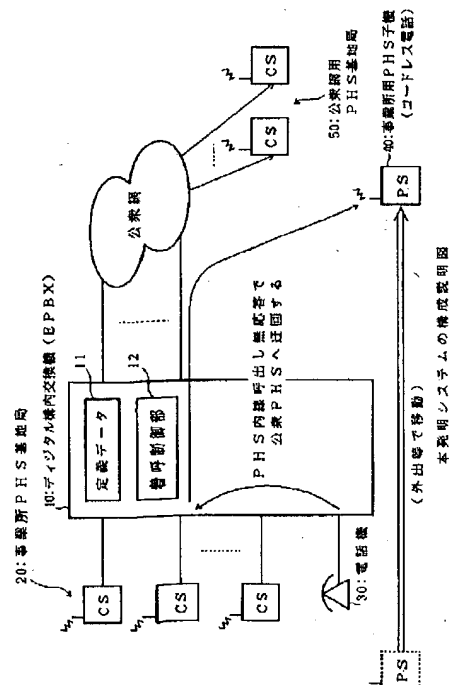 10:ディジタル構内交換機(EPBX)
20:事業所PHS基地局
11
定義データ
12
着呼制御部
公衆網
CS
CS
50:公衆網用
PHS基地局
CS
CS
CS
PHS内線呼出し無応答で
公衆PHSへ迂回する
30:電話機
PS
40:事業所用PHS子機
(コードレス電話)
PS
(外出等で移動)
本発明システムの構成説明図